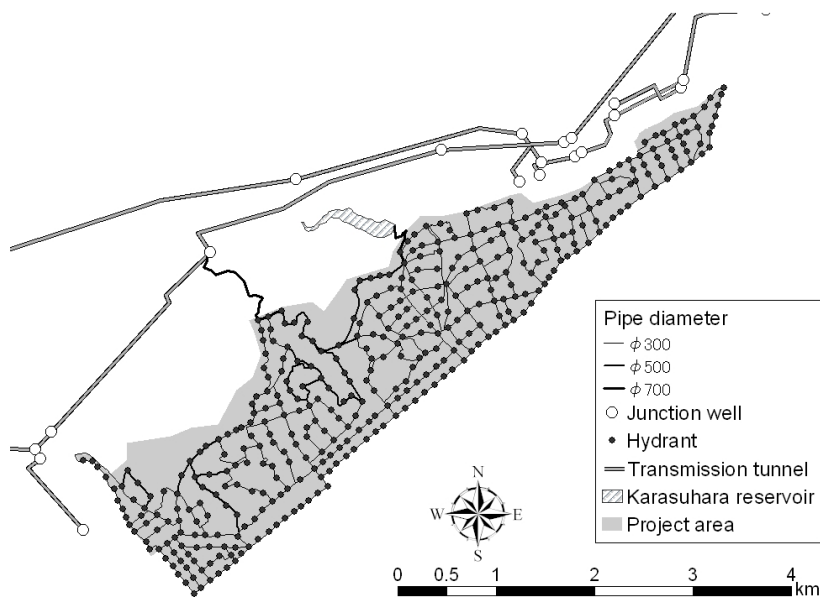 Pipe diameter
ϕ300
ϕ500
ϕ700
Junction well
Hydrant
Transmission tunnel
Karasuhara reservoir
Project area
N
W E
S
0 0.5 1 2 3 4
km